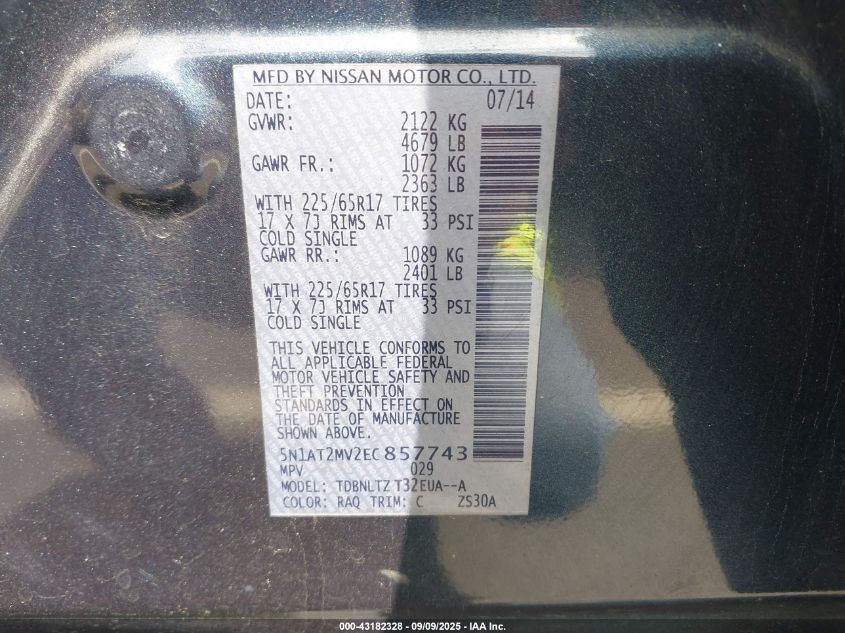 MFD BY NISSAN MOTOR CO., LTD.
DATE: 07/14
GVWR: 2122 KG
4679 LB
GAWR FR.: 1072 KG
2363 LB
WITH 225/65R17 TIRES
17 X 7J RIMS AT 33 PSI
COLD SINGLE
GAWR RR.: 1089 KG
2401 LB
WITH 225/65R17 TIRES
17 X 7J RIMS AT 33 PSI
COLD SINGLE
THIS VEHICLE CONFORMS TO
ALL APPLICABLE FEDERAL
MOTOR VEHICLE SAFETY AND
THEFT PREVENTION
STANDARDS IN EFFECT ON
THE DATE OF MANUFACTURE
SHOWN ABOVE.
5N1AT2MV2EC857743
MPV 029
MODEL: TDBNLTZ T32EUA--A
COLOR: RAQ TRIM: C ZS30A
000-43182328 - 09/09/2025 - IAA Inc.